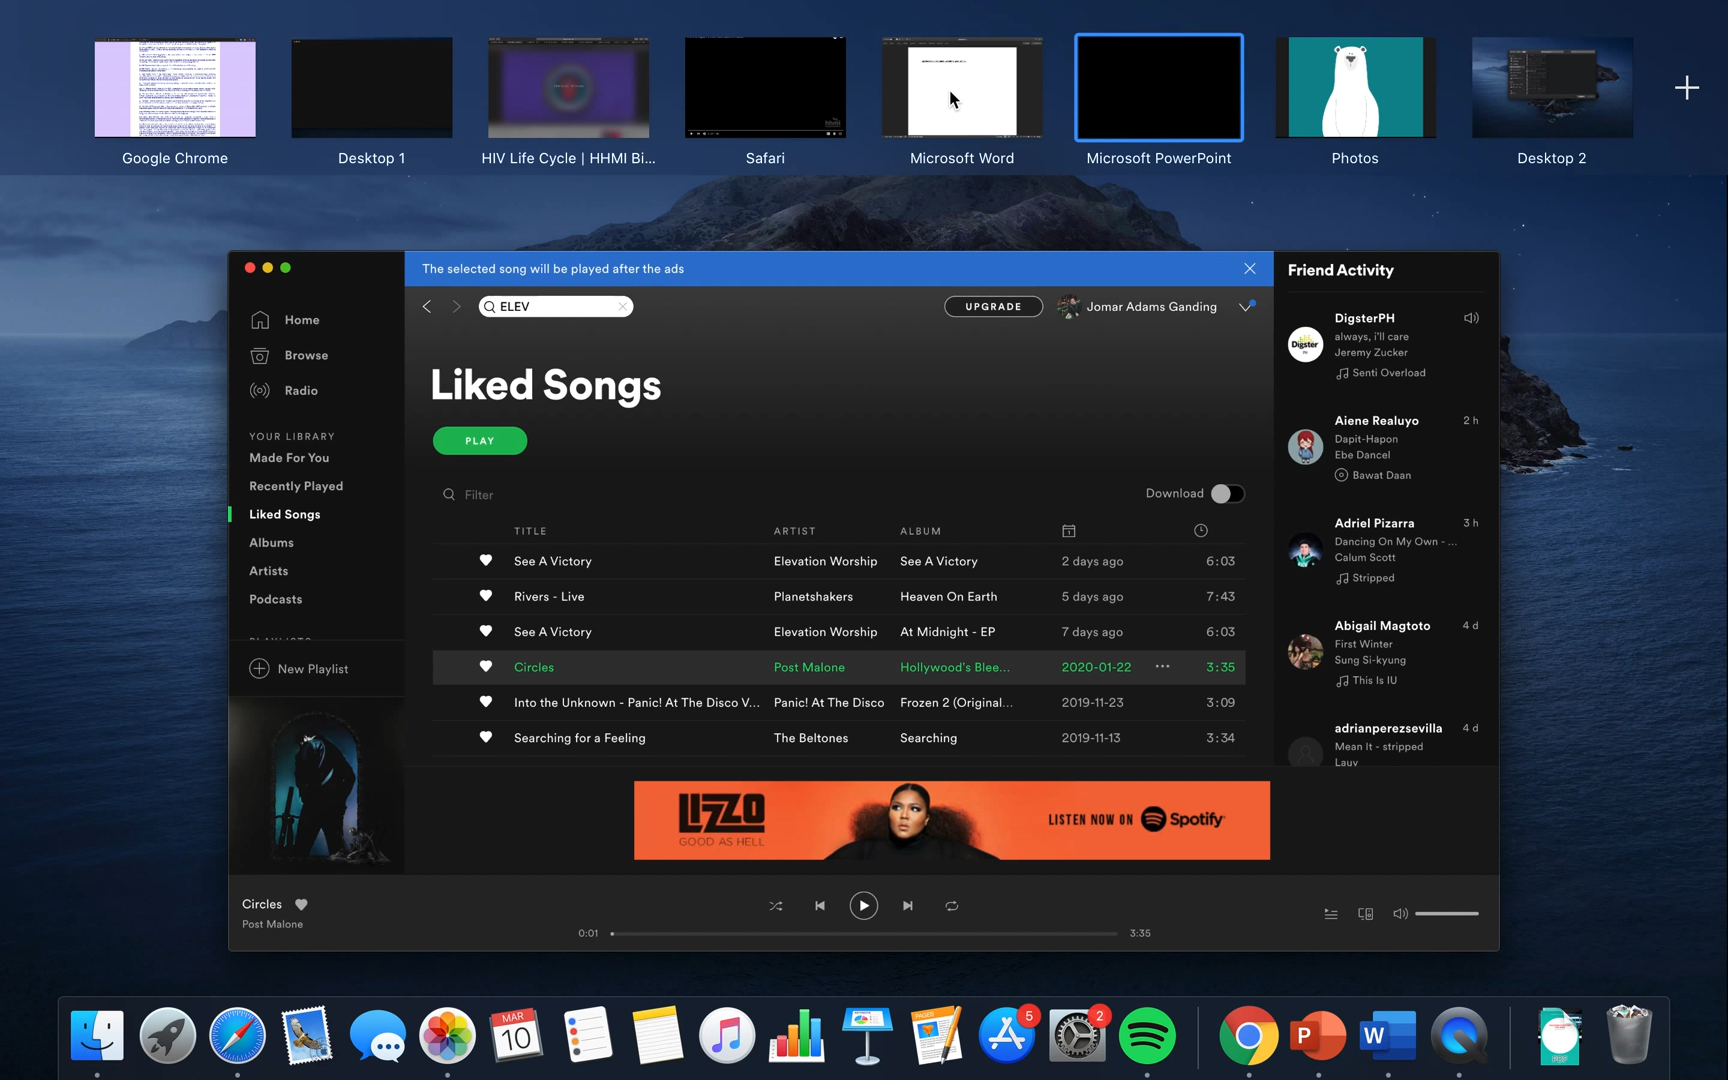 Google Chrome
Desktop 1
HIV Life Cycle | HHMI Bi...
Safari
Microsoft Word
Microsoft PowerPoint
Photos
Desktop 2
The selected song will be played after the ads
Friend Activity
ELEV
UPGRADE
Jomar Adams Ganding
Home
Browse
Radio
YOUR LIBRARY
Made For You
Recently Played
Liked Songs
Albums
Artists
Podcasts
New Playlist
Liked Songs
PLAY
Filter
Download
TITLE ARTIST ALBUM
See A Victory Elevation Worship See A Victory 2 days ago 6:03
Rivers - Live Planetshakers Heaven On Earth 5 days ago 7:43
See A Victory Elevation Worship At Midnight - EP 7 days ago 6:03
Circles Post Malone Hollywood's Blee... 2020-01-22 3:35
Into the Unknown - Panic! At The Disco V... Panic! At The Disco Frozen 2 (Original... 2019-11-23 3:09
Searching for a Feeling The Beltones Searching 2019-11-13 3:34
DigsterPH
always, i'll care
Jeremy Zucker
Senti Overload
Digster
Aiene Realuyo 2 h
Dapit-Hapon
Ebe Dancel
Bawat Daan
Adriel Pizarra 3 h
Dancing On My Own - ...
Calum Scott
Stripped
Abigail Magtoto 4 d
First Winter
Sung Si-kyung
This Is IU
adrianperezsevilla 4 d
Mean It - stripped
Lauv
LIZZO
GOOD AS HELL
LISTEN NOW ON Spotify
Circles
Post Malone
0:01
3:35
MAR
10
PAGES
5
2
P
W